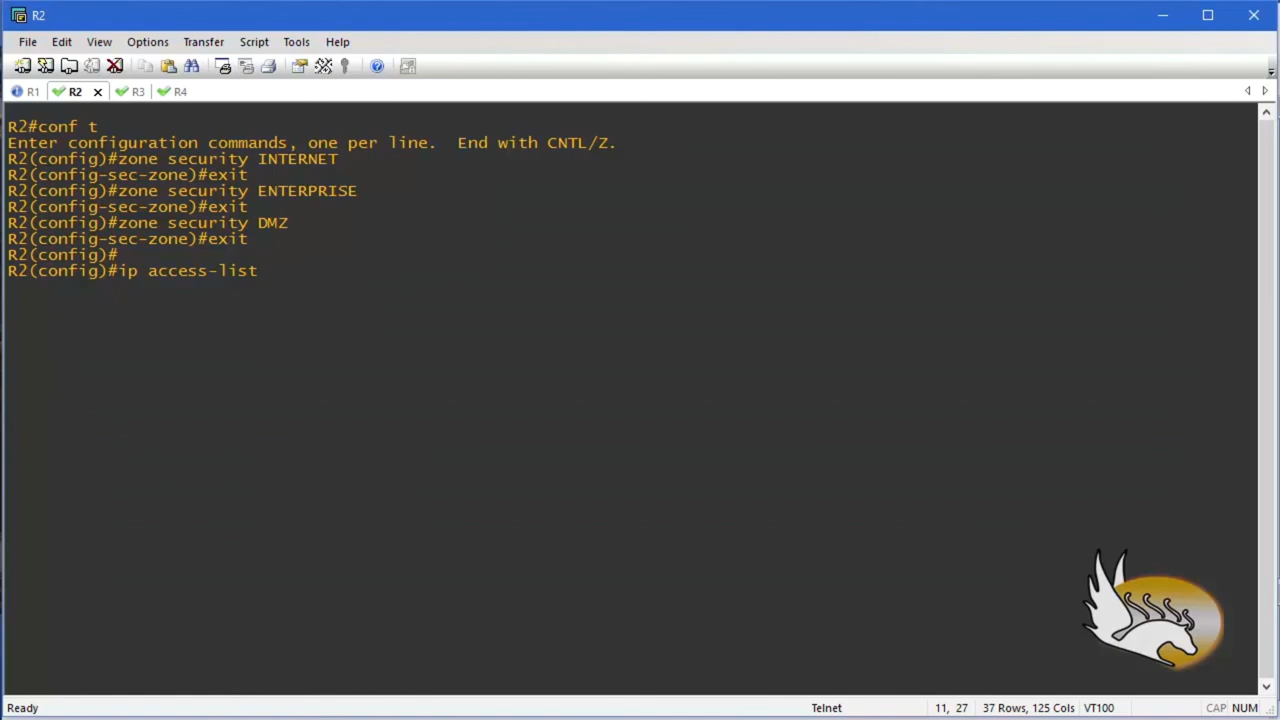 R2
File Edit View Options Transfer Script Tools Help
R1 R2 R3 R4
R2#conf t
Enter configuration commands, one per line.  End with CNTL/Z.
R2(config)#zone security INTERNET
R2(config-sec-zone)#exit
R2(config)#zone security ENTERPRISE
R2(config-sec-zone)#exit
R2(config)#zone security DMZ
R2(config-sec-zone)#exit
R2(config)#
R2(config)#ip access-list
Ready Telnet 11, 27 37 Rows, 125 Cols VT100 CAP NUM